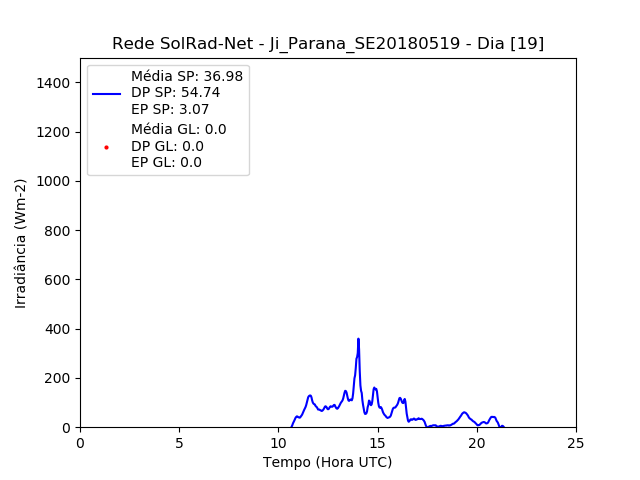 Rede SolRad-Net - Ji_Parana_SE20180519 - Dia [19]
Média SP: 36.98
DP SP: 54.74
EP SP: 3.07
Média GL: 0.0
DP GL: 0.0
EP GL: 0.0
Irradiância (Wm-2)
1400
1200
1000
800
600
400
200
0
0 5 10 15 20 25
Tempo (Hora UTC)